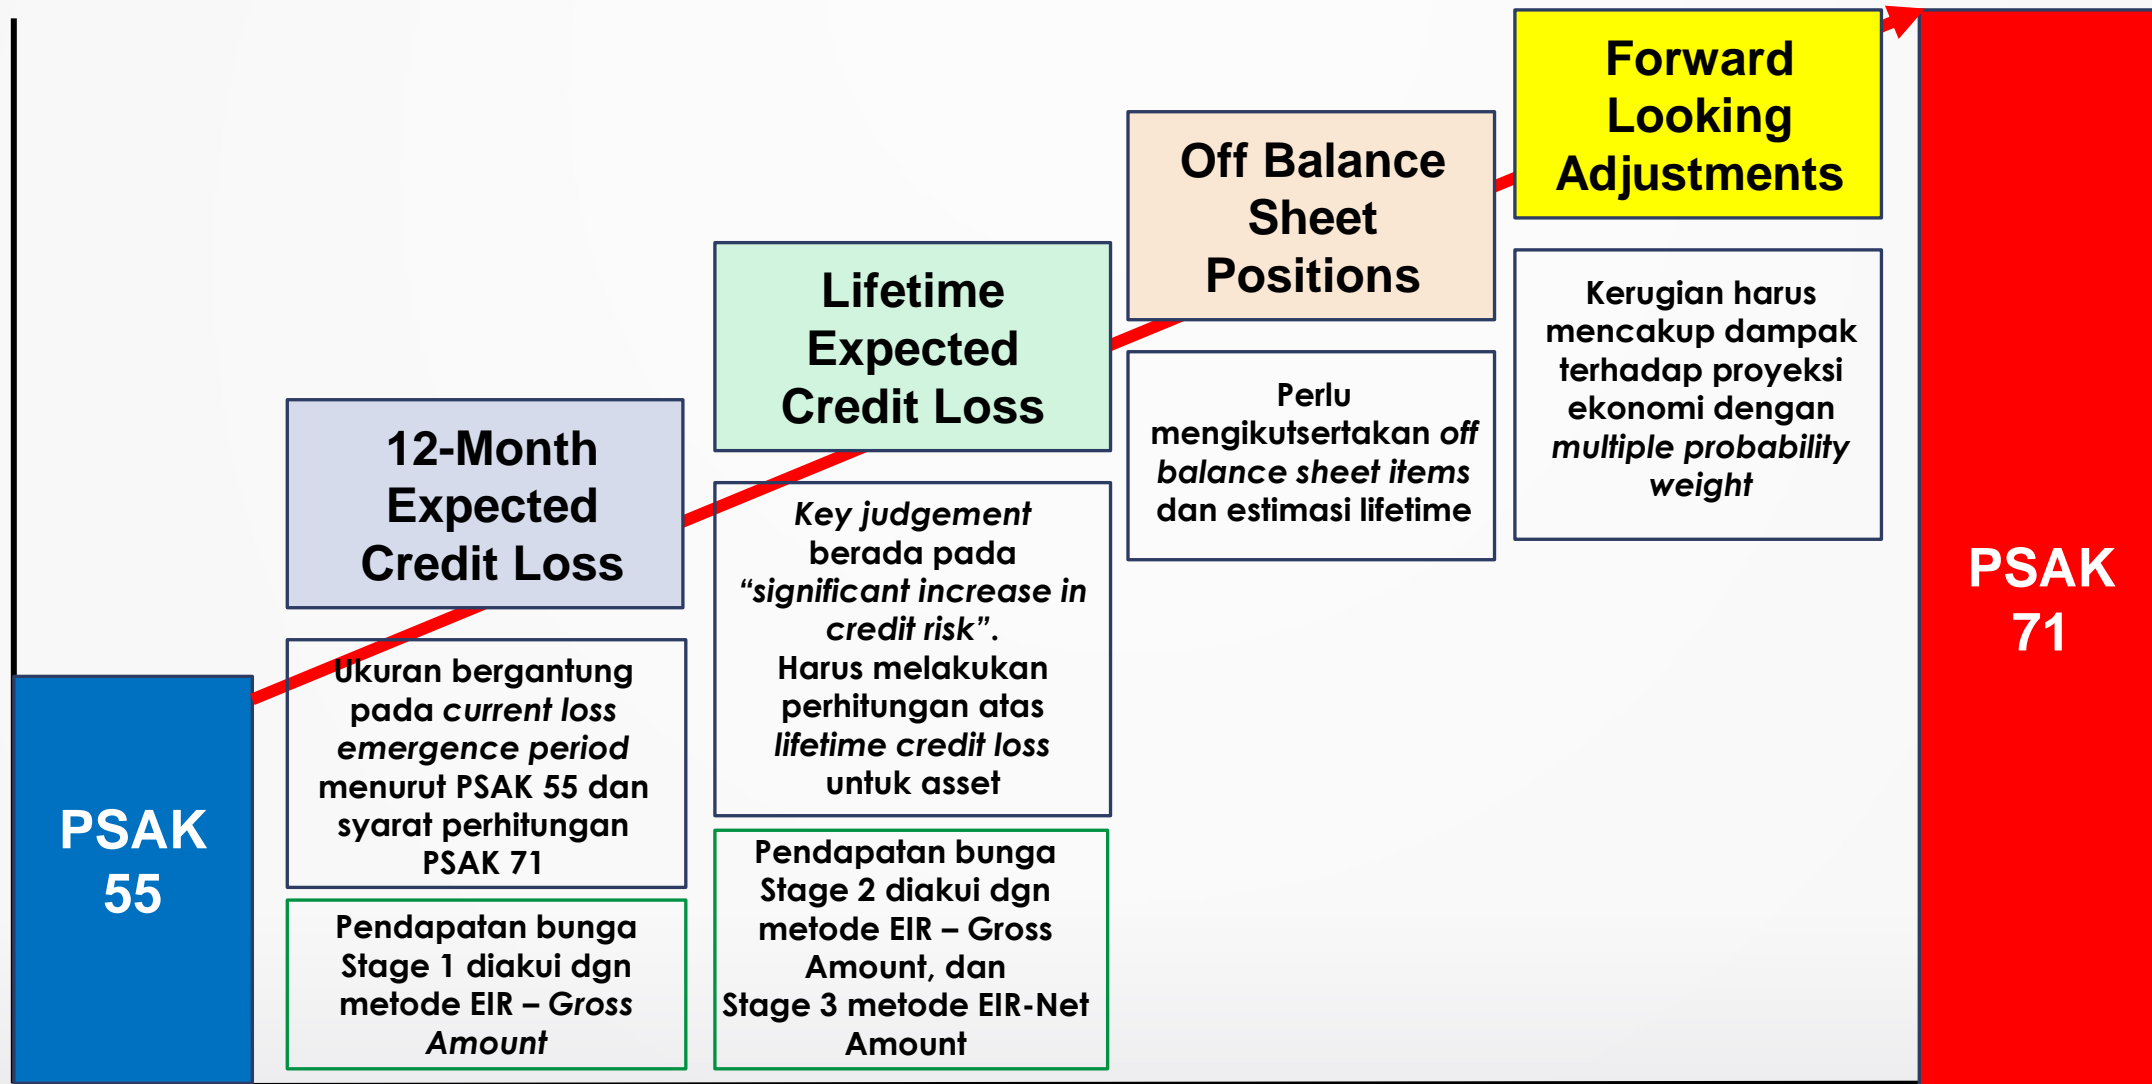 PSAK
55
12-Month
Expected
Credit Loss
Ukuran bergantung
pada current loss
emergence period
menurut PSAK 55 dan
syarat perhitungan
PSAK 71
Pendapatan bunga
Stage 1 diakui dgn
metode EIR – Gross
Amount
Lifetime
Expected
Credit Loss
Key judgement
berada pada
“significant increase in
credit risk”.
Harus melakukan
perhitungan atas
lifetime credit loss
untuk asset
Pendapatan bunga
Stage 2 diakui dgn
metode EIR – Gross
Amount, dan
Stage 3 metode EIR-Net
Amount
Off Balance
Sheet
Positions
Perlu
mengikutsertakan off
balance sheet items
dan estimasi lifetime
Forward
Looking
Adjustments
Kerugian harus
mencakup dampak
terhadap proyeksi
ekonomi dengan
multiple probability
weight
PSAK
71